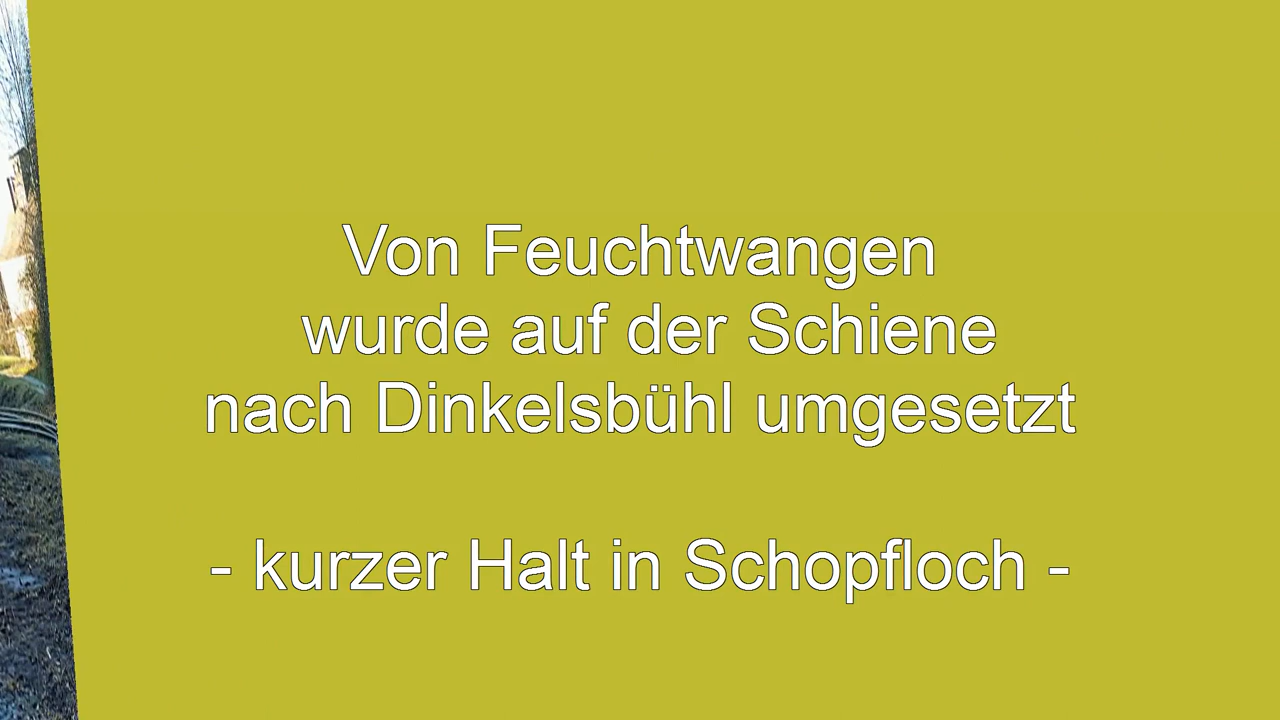 Von Feuchtwangen
wurde auf der Schiene
nach Dinkelsbühl umgesetzt
- kurzer Halt in Schopfloch -